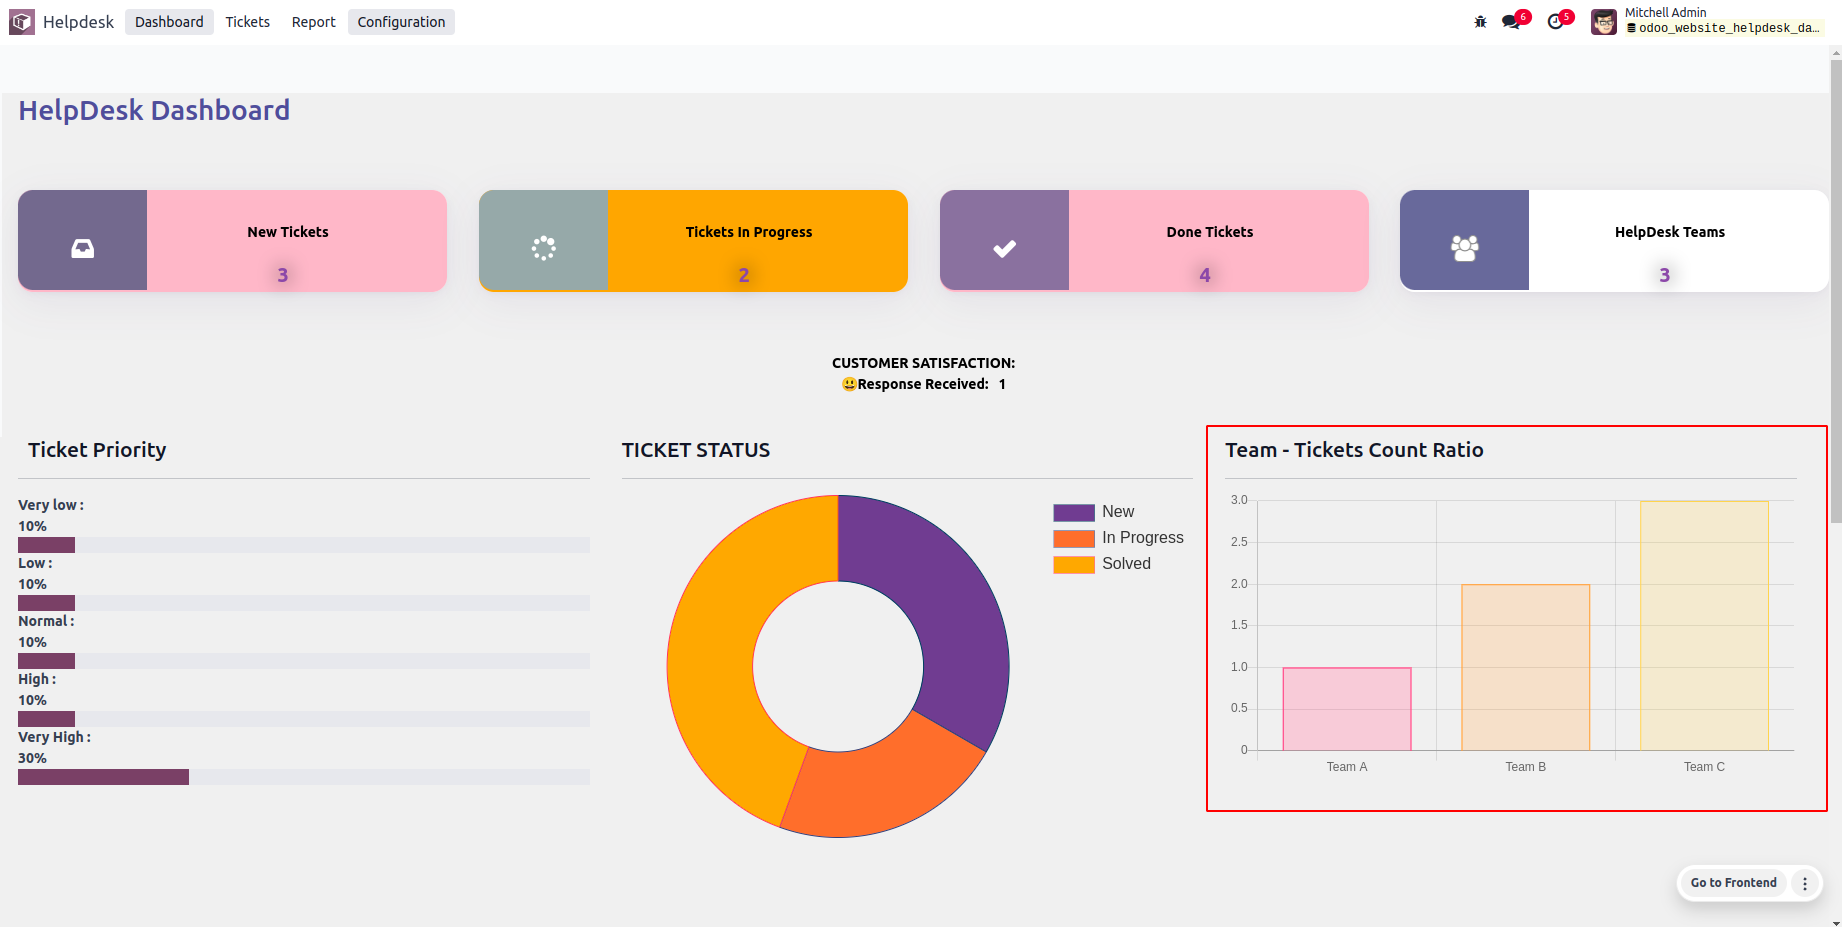 Helpdesk Dashboard Tickets Report Configuration
6
5
Mitchell Admin
odoo_website_helpdesk_da...
HelpDesk Dashboard
New Tickets
3
Tickets In Progress
2
Done Tickets
4
HelpDesk Teams
3
CUSTOMER SATISFACTION:
😃Response Received: 1
Ticket Priority
Very low :
10%
Low :
10%
Normal :
10%
High :
10%
Very High :
30%
TICKET STATUS
New
In Progress
Solved
Team - Tickets Count Ratio
3.0
2.5
2.0
1.5
1.0
0.5
0
Team A Team B Team C
Go to Frontend